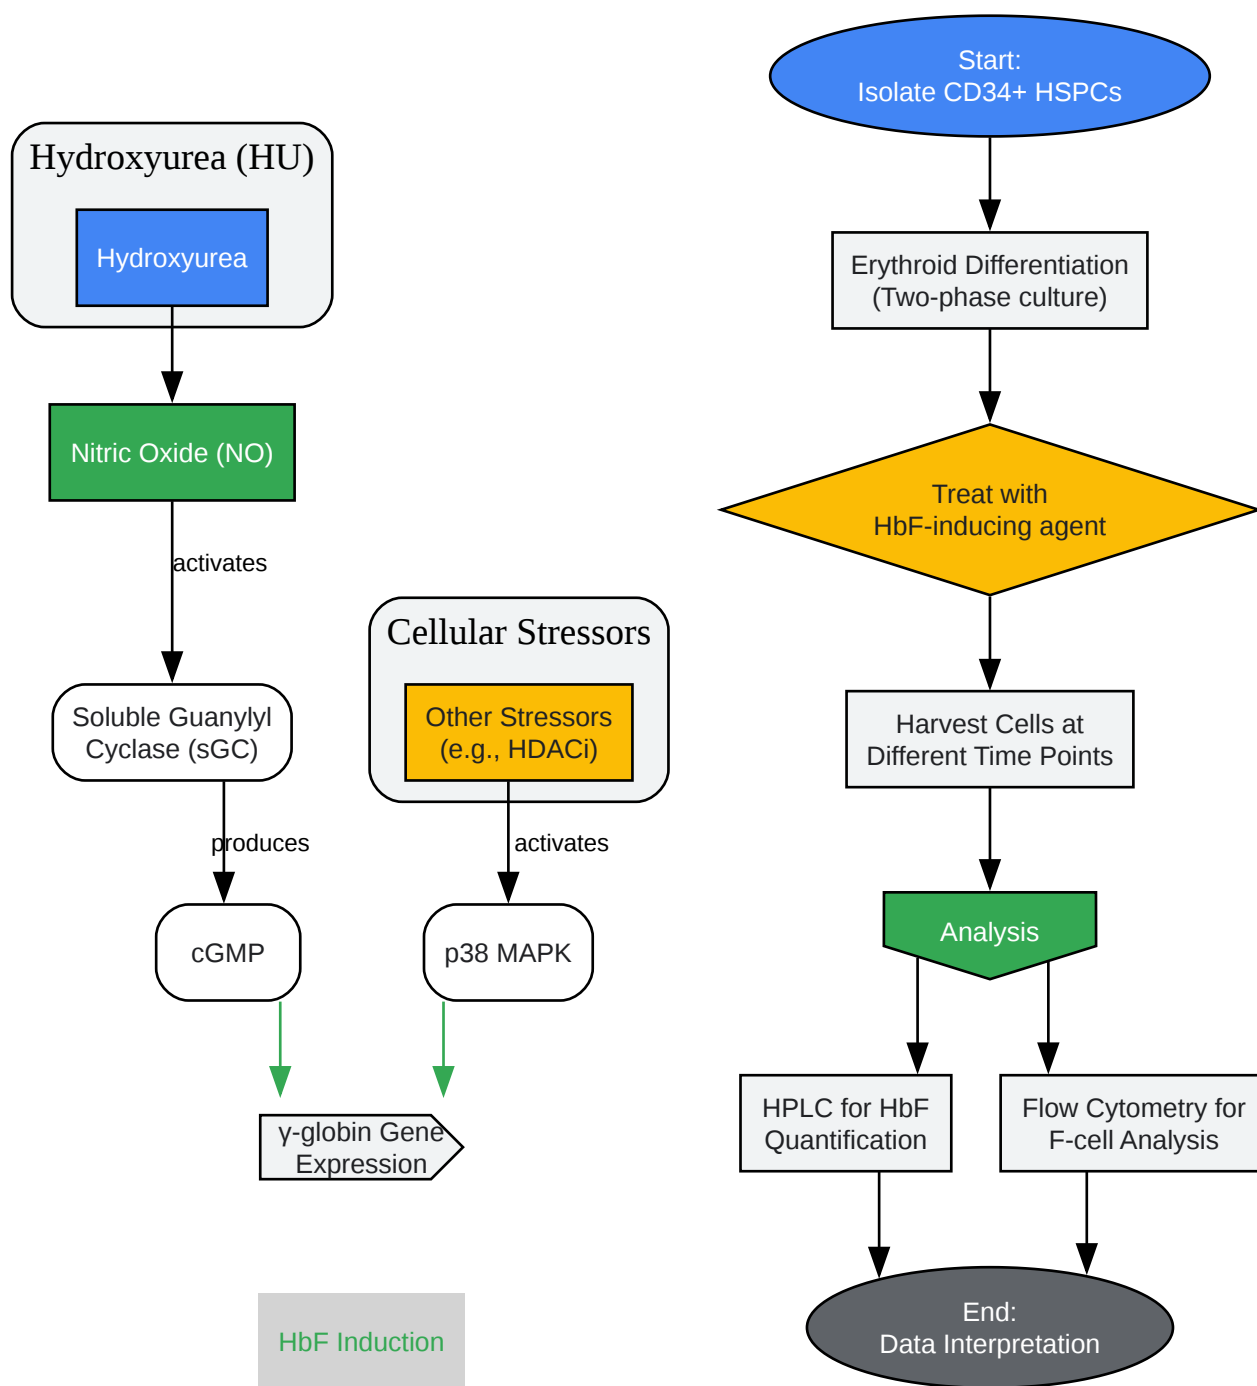 Hydroxyurea (HU)
Hydroxyurea
Nitric Oxide (NO)
activates
Soluble Guanylyl
Cyclase (sGC)
produces
cGMP
Cellular Stressors
Other Stressors
(e.g., HDACi)
activates
p38 MAPK
γ-globin Gene
Expression
HbF Induction
Start:
Isolate CD34+ HSPCs
Erythroid Differentiation
(Two-phase culture)
Treat with
HbF-inducing agent
Harvest Cells at
Different Time Points
Analysis
HPLC for HbF
Quantification
Flow Cytometry for
F-cell Analysis
End:
Data Interpretation